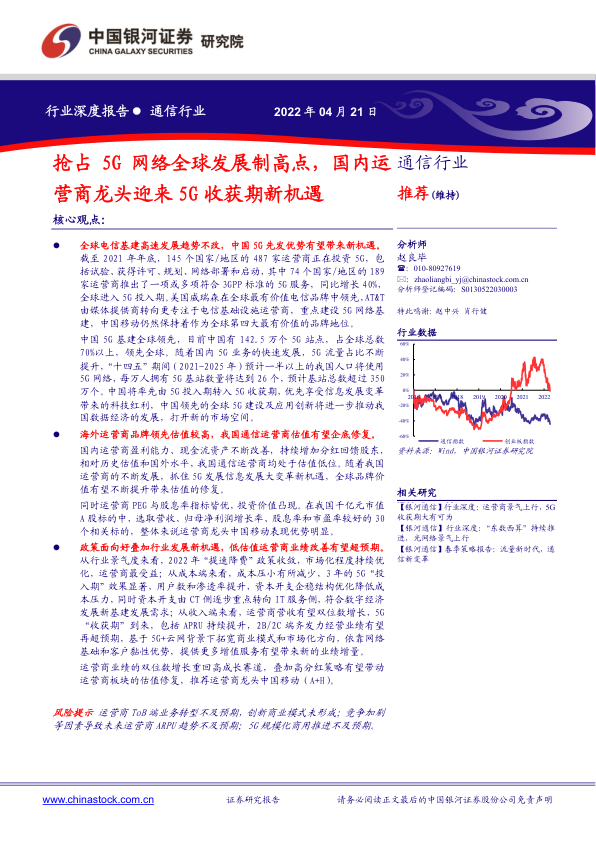 中国银河证券 研究院
CHINA GALAXY SECURITIES
行业深度报告 ● 通信行业
2022 年 04 月 21 日
抢占 5G 网络全球发展制高点，国内运
营商龙头迎来 5G 收获期新机遇
核心观点：
● 全球电信基建高速发展趋势不改，中国 5G 先发优势有望带来新机遇。
截至 2021 年年底，145 个国家/地区的 487 家运营商正在投资 5G，包
括试验，获得许可，规划，网络部署和启动，其中 74 个国家/地区的 189
家运营商推出了一项或多项符合 3GPP 标准的 5G 服务，同比增长 40%，
全球进入 5G 投入期。美国威瑞森在全球最有价值电信品牌中领先，AT&T
由媒体提供商转向更专注于电信基础设施运营商，重点建设 5G 网络基
建，中国移动仍然保持着作为全球第四大最有价值的品牌地位。
中国 5G 基建全球领先，目前中国有 142.5 万个 5G 站点，占全球总数
70%以上，领先全球。随着国内 5G 业务的快速发展，5G 流量占比不断
提升，“十四五”期间（2021-2025 年）预计一半以上的我国人口将使用
5G 网络，每万人拥有 5G 基站数量将达到 26 个，预计基站总数超过 350
万个，中国将率先由 5G 投入期转入 5G 收获期，优先享受信息发展变革
带来的科技红利，中国领先的全球 5G 建设及应用创新将进一步推动我
国数据经济的发展，打开新的市场空间。
● 海外运营商品牌领先估值较高，我国通信运营商估值有望企底修复。
国内运营商盈利能力、现金流资产不断改善，持续增加分红回馈股东，
相对历史估值和国外水平，我国通信运营商均处于估值低位。随着我国
运营商的不断发展，抓住 5G 发展信息发展大变革新机遇，全球品牌价
值有望不断提升带来估值的修复。
同时运营商 PEG 与股息率指标皆优，投资价值凸现。在我国千亿元市值
A 股标的中，选取营收、归母净利润增长率，股息率和市盈率较好的 30
个相关标的，整体来说运营商龙头中国移动表现优势明显。
● 政策面向好叠加行业发展新机遇，低估值运营商业绩改善有望超预期。
从行业景气度来看，2022 年“提速降费”政策收敛，市场化程度持续优
化，运营商最受益；从成本端来看，成本压小有所减少，3 年的 5G“投
入期”效果显著，用户数和渗透率提升，资本开支企稳结构优化降低成
本压力，同时资本开支由 CT 侧逐步重点转向 IT 服务侧，符合数字经济
发展新基建发展需求；从收入端来看，运营商营收有望双位数增长，5G
“收获期”到来，包括 APRU 持续提升，2B/2C 端齐发力经营业绩有望
再超预期，基于 5G+云网背景下拓宽商业模式和市场化方向，依靠网络
基础和客户黏性优势，提供更多增值服务有望带来新的业绩增量。
运营商业绩的双位数增长重回高成长赛道，叠加高分红策略有望带动
运营商板块的估值修复，推荐运营商龙头中国移动（A+H）。
风险提示 运营商 ToB 端业务转型不及预期，创新商业模式未形成；竞争加剧
等因素导致未来运营商 ARPU 趋势不及预期；5G 规模化商用推进不及预期。
通信行业
推荐 (维持)
分析师
赵良毕
☎：010-80927619
✉：zhaoliangbi_yj@chinastock.com.cn
分析师登记编码：S0130522030003
特此鸣谢：赵中兴 肖行健
行业数据
60%
40%
20%
0%
-20%
-40%
-60%
2016 2017 2018 2019 2020 2021 2022
通信指数 创业板指数
资料来源：Wind，中国银河证券研究院
相关研究
【银河通信】行业深度：运营商景气上行，5G
收获期大有可为
【银河通信】行业深度：“东数西算”持续推
进，光网络景气上行
【银河通信】春季策略报告：流量新时代，通
信新变革
www.chinastock.com.cn
证券研究报告
请务必阅读正文最后的中国银河证券股份公司免责声明